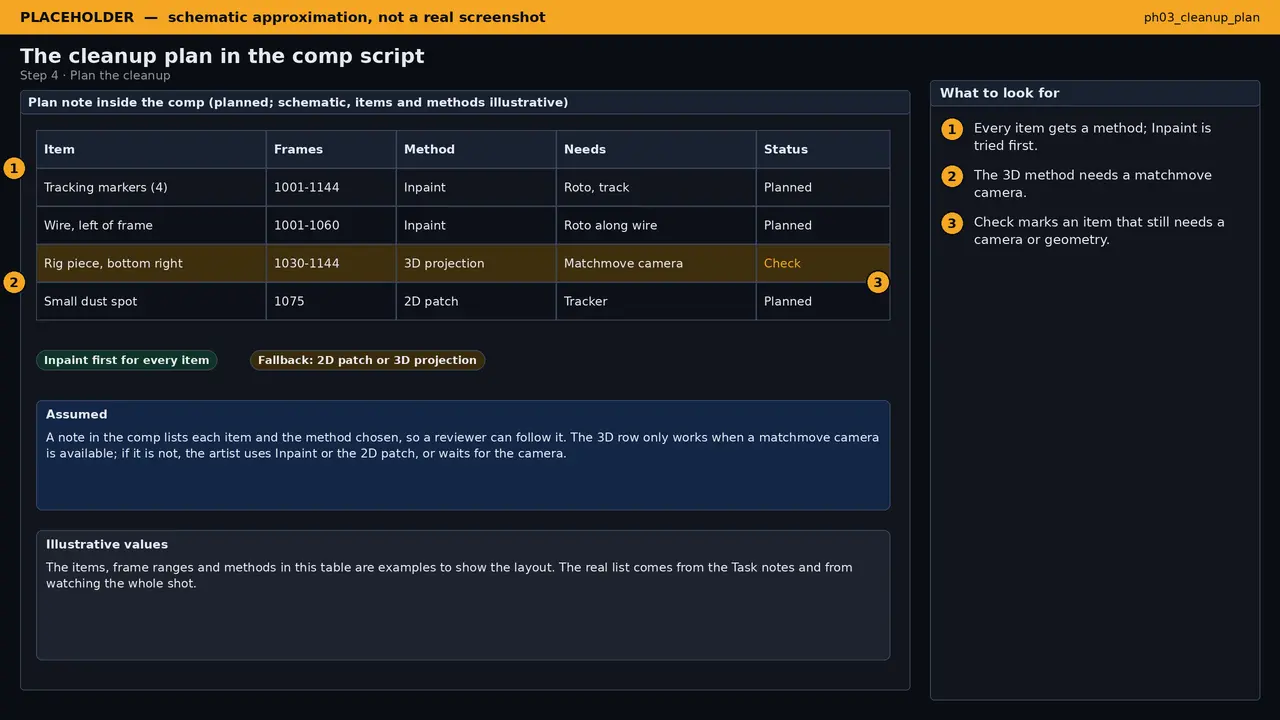 PLACEHOLDER — schematic approximation, not a real screenshot
ph03_cleanup_plan
The cleanup plan in the comp script
Step 4 · Plan the cleanup
Plan note inside the comp (planned; schematic, items and methods illustrative)
Item Frames Method Needs Status
1
Tracking markers (4) 1001-1144 Inpaint Roto, track Planned
Wire, left of frame 1001-1060 Inpaint Roto along wire Planned
Rig piece, bottom right 1030-1144 3D projection Matchmove camera Check
2
3
Small dust spot 1075 2D patch Tracker Planned
Inpaint first for every item
Fallback: 2D patch or 3D projection
Assumed
A note in the comp lists each item and the method chosen, so a reviewer can follow it. The 3D row only works when a matchmove camera
is available; if it is not, the artist uses Inpaint or the 2D patch, or waits for the camera.
Illustrative values
The items, frame ranges and methods in this table are examples to show the layout. The real list comes from the Task notes and from
watching the whole shot.
What to look for
1 Every item gets a method; Inpaint is
tried first.
2 The 3D method needs a matchmove
camera.
3 Check marks an item that still needs a
camera or geometry.